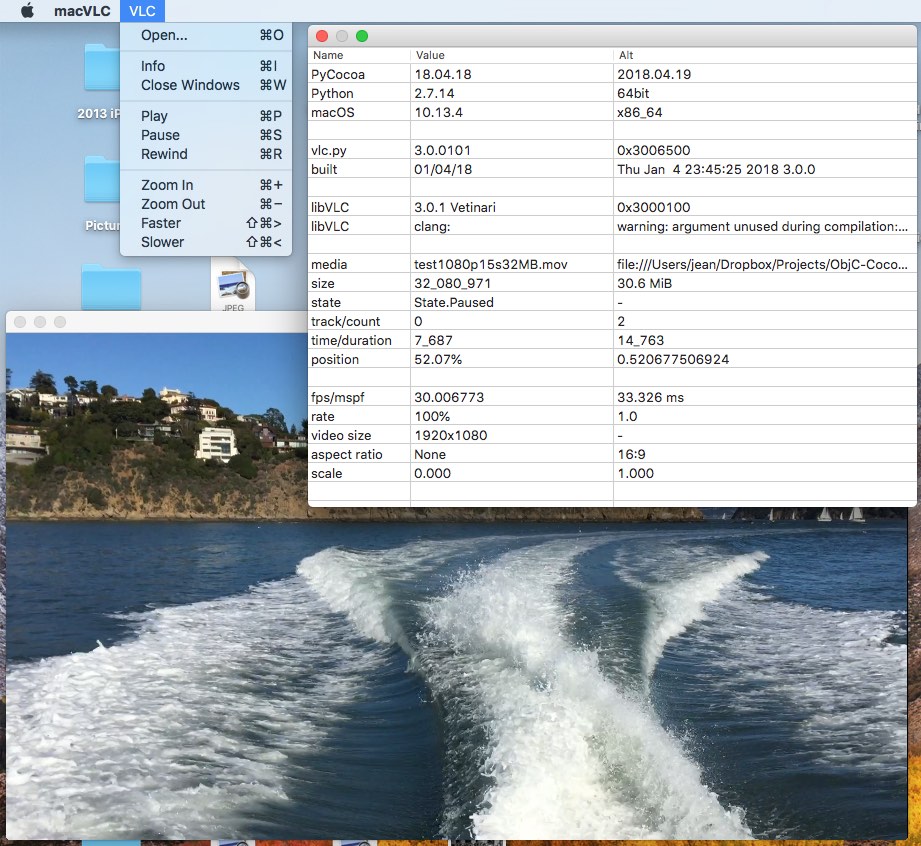 macVLC VLC
Open... ⌘O
Info ⌘I
Close Windows ⌘W
Play ⌘P
Pause ⌘S
Rewind ⌘R
Zoom In ⌘+
Zoom Out ⌘−
Faster ⇧⌘>
Slower ⇧⌘<
2013 iP
Pictur
JPEG
Name Value Alt
PyCocoa 18.04.18 2018.04.19
Python 2.7.14 64bit
macOS 10.13.4 x86_64
vlc.py 3.0.0101 0x3006500
built 01/04/18 Thu Jan  4 23:45:25 2018 3.0.0
libVLC 3.0.1 Vetinari 0x3000100
libVLC clang: warning: argument unused during compilation:...
media test1080p15s32MB.mov file:///Users/jean/Dropbox/Projects/ObjC-Coco...
size 32_080_971 30.6 MiB
state State.Paused -
track/count 0 2
time/duration 7_687 14_763
position 52.07% 0.520677506924
fps/mspf 30.006773 33.326 ms
rate 100% 1.0
video size 1920x1080 -
aspect ratio None 16:9
scale 0.000 1.000